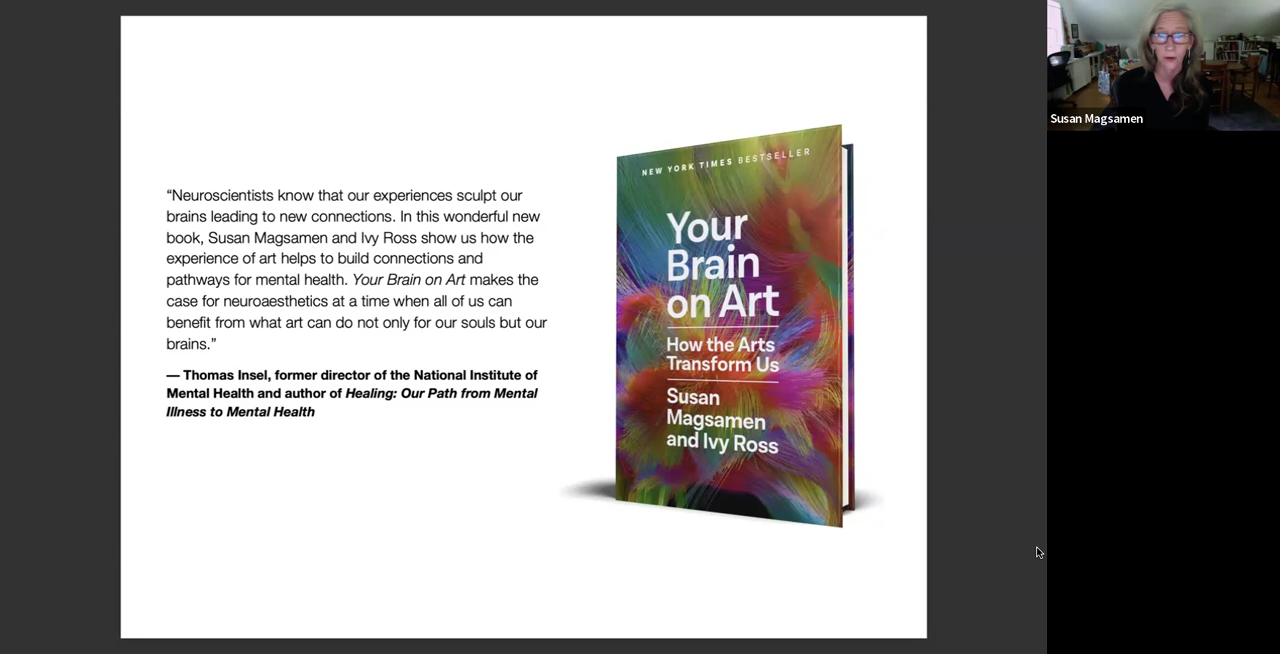 “Neuroscientists know that our experiences sculpt our
brains leading to new connections. In this wonderful new
book, Susan Magsamen and Ivy Ross show us how the
experience of art helps to build connections and
pathways for mental health. Your Brain on Art makes the
case for neuroaesthetics at a time when all of us can
benefit from what art can do not only for our souls but our
brains.”
— Thomas Insel, former director of the National Institute of
Mental Health and author of Healing: Our Path from Mental
Illness to Mental Health
NEW YORK TIMES BESTSELLER
Your
Brain
on Art
How the Arts
Transform Us
Susan
Magsamen
and Ivy Ross
Susan Magsamen